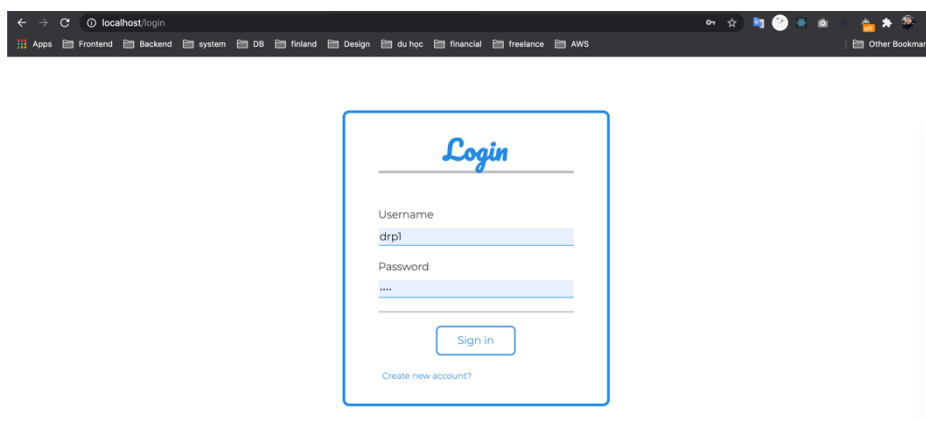 localhost/login
Apps Frontend Backend system DB finland Design du học financial freelance AWS Other Bookmar
Login
Username
drp1
Password
····
Sign in
Create new account?